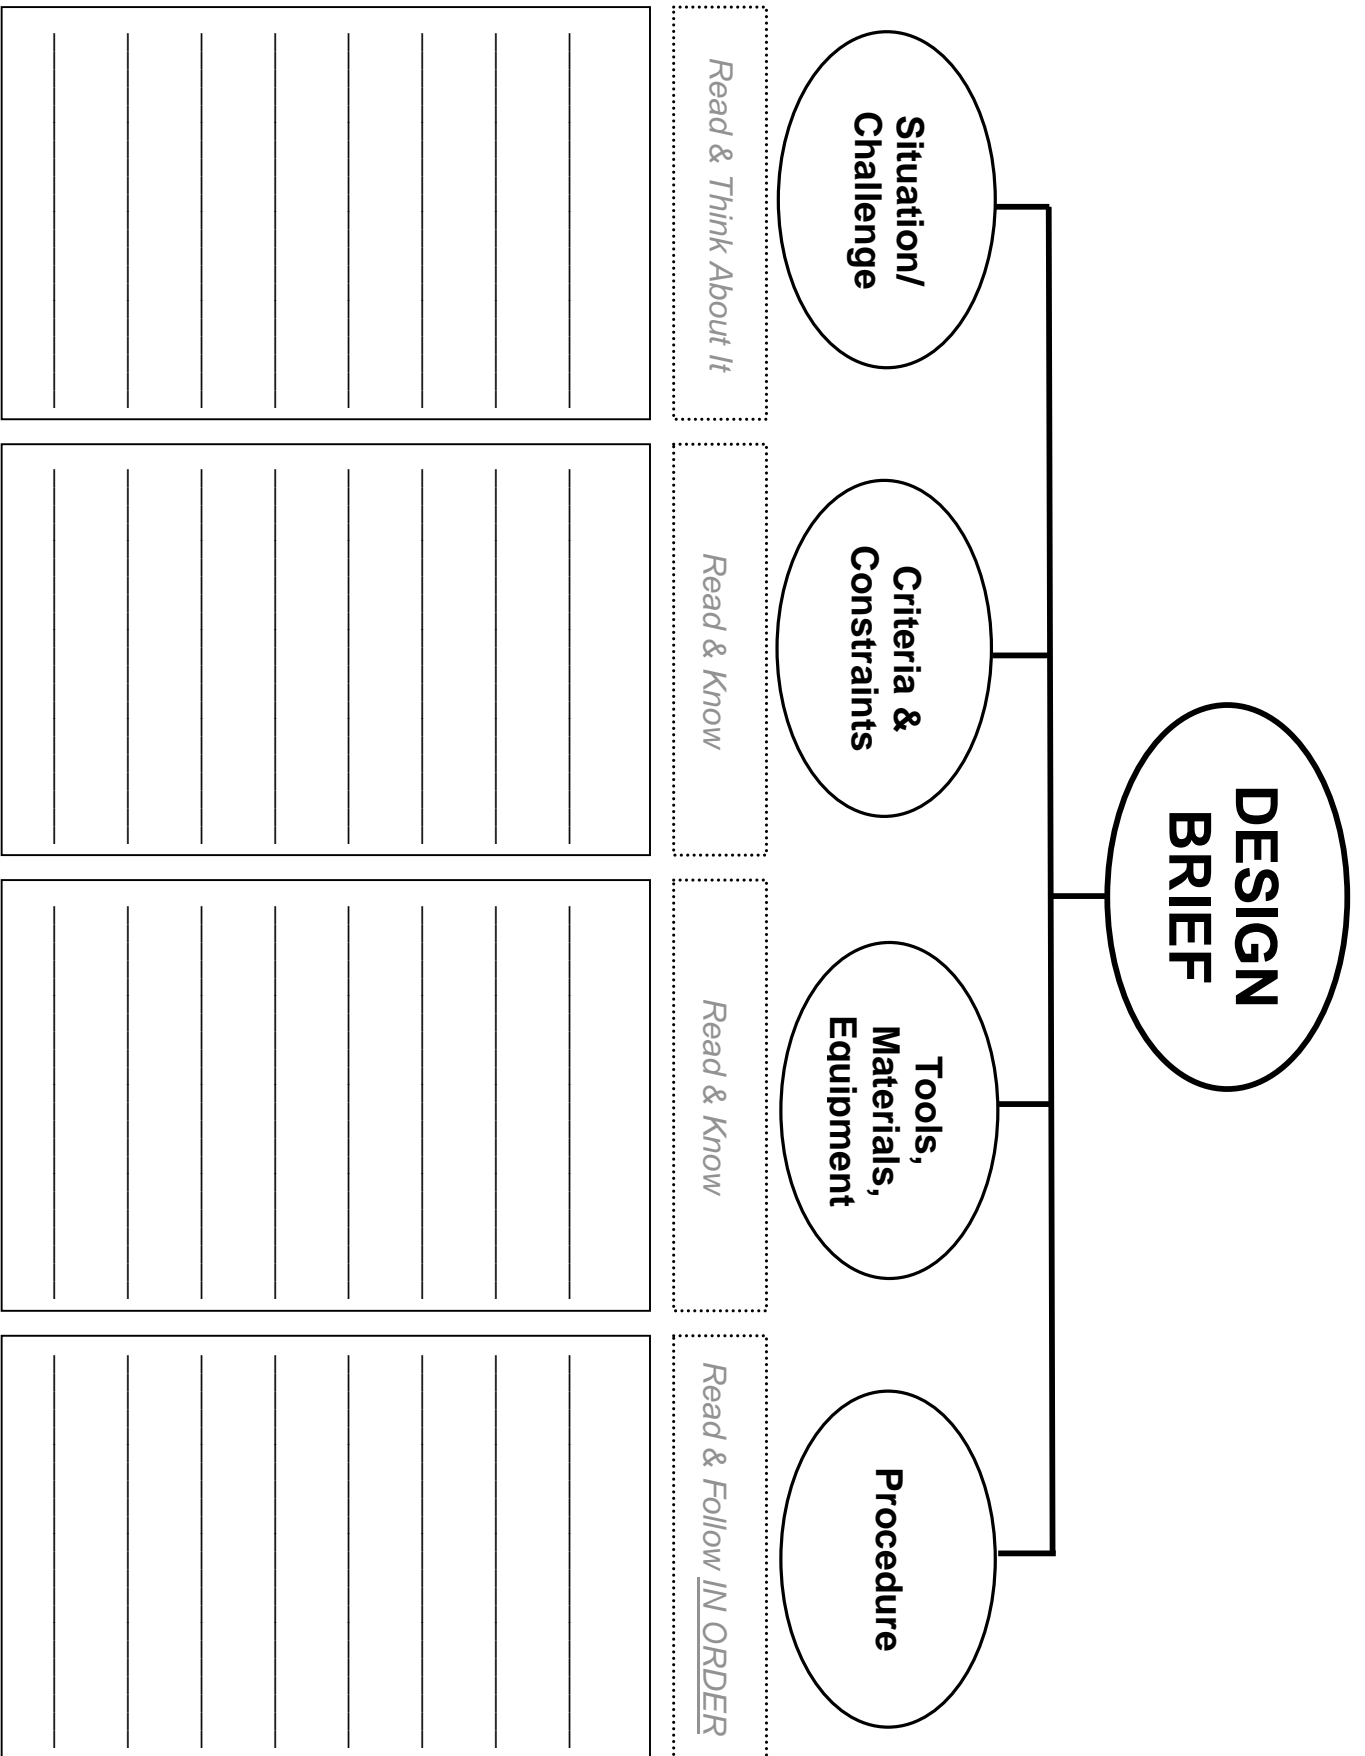 DESIGN
BRIEF
Situation/
Challenge
Criteria &
Constraints
Tools,
Materials,
Equipment
Procedure
Read & Think About It
Read & Know
Read & Know
Read & Follow IN ORDER